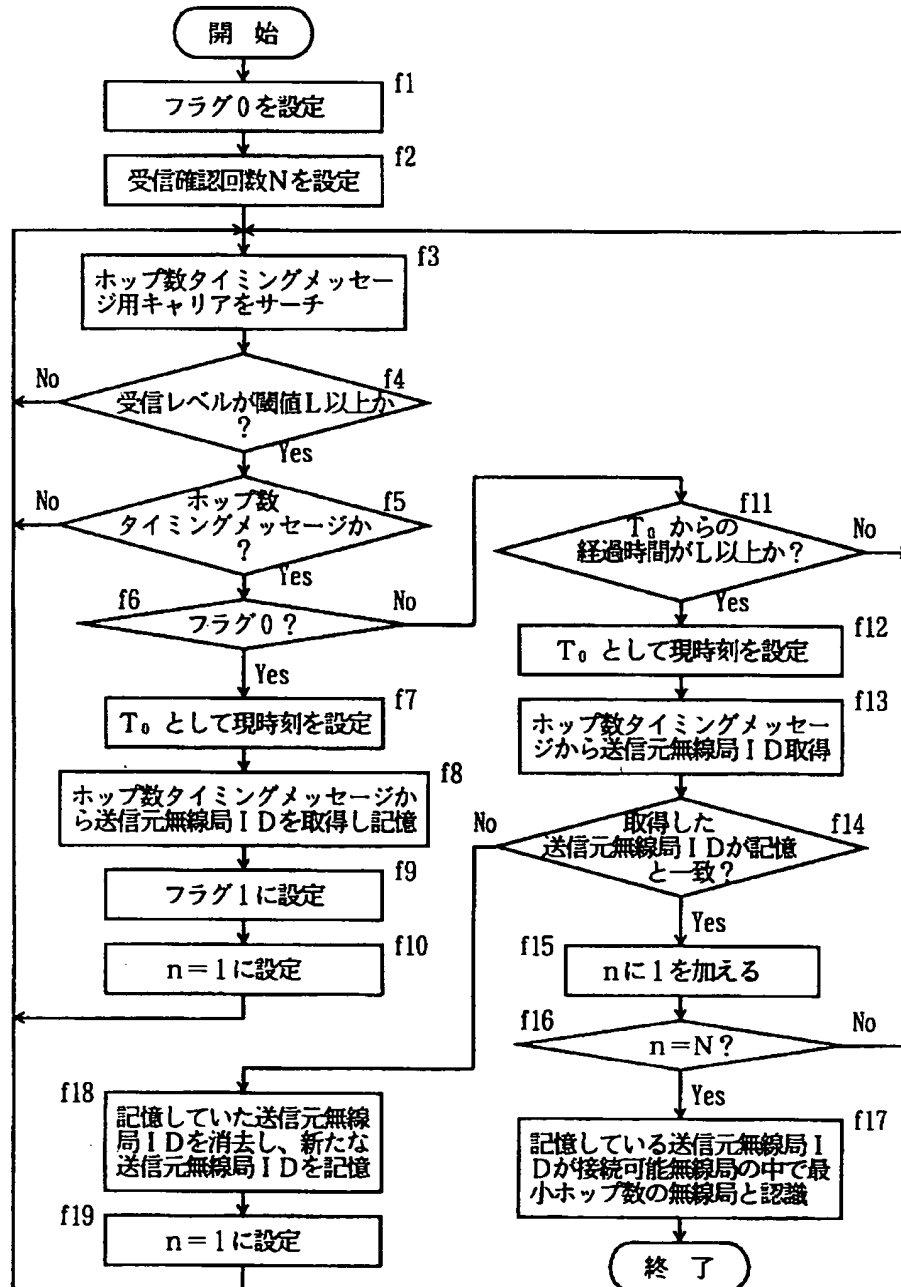 開 始
f1
フラグ0を設定
f2
受信確認回数Nを設定
f3
ホップ数タイミングメッセー
ジ用キャリアをサーチ
No
f4
受信レベルが閾値L以上か
?
Yes
No
f5
ホップ数
タイミングメッセージか
?
Yes
f6
フラグ0?
No
Yes
f7
T₀ として現時刻を設定
f8
ホップ数タイミングメッセージか
ら送信元無線局IDを取得し記憶
f9
フラグ1に設定
f10
n=1に設定
f11
T₀ からの
経過時間がL以上か?
No
Yes
f12
T₀ として現時刻を設定
f13
ホップ数タイミングメッセー
ジから送信元無線局ID取得
No
f14
取得した
送信元無線局IDが記憶
と一致?
Yes
f15
nに1を加える
f16
n=N?
No
Yes
f17
記憶している送信元無線局I
Dが接続可能無線局の中で最
小ホップ数の無線局と認識
終 了
f18
記憶していた送信元無線
局IDを消去し、新たな
送信元無線局IDを記憶
f19
n=1に設定